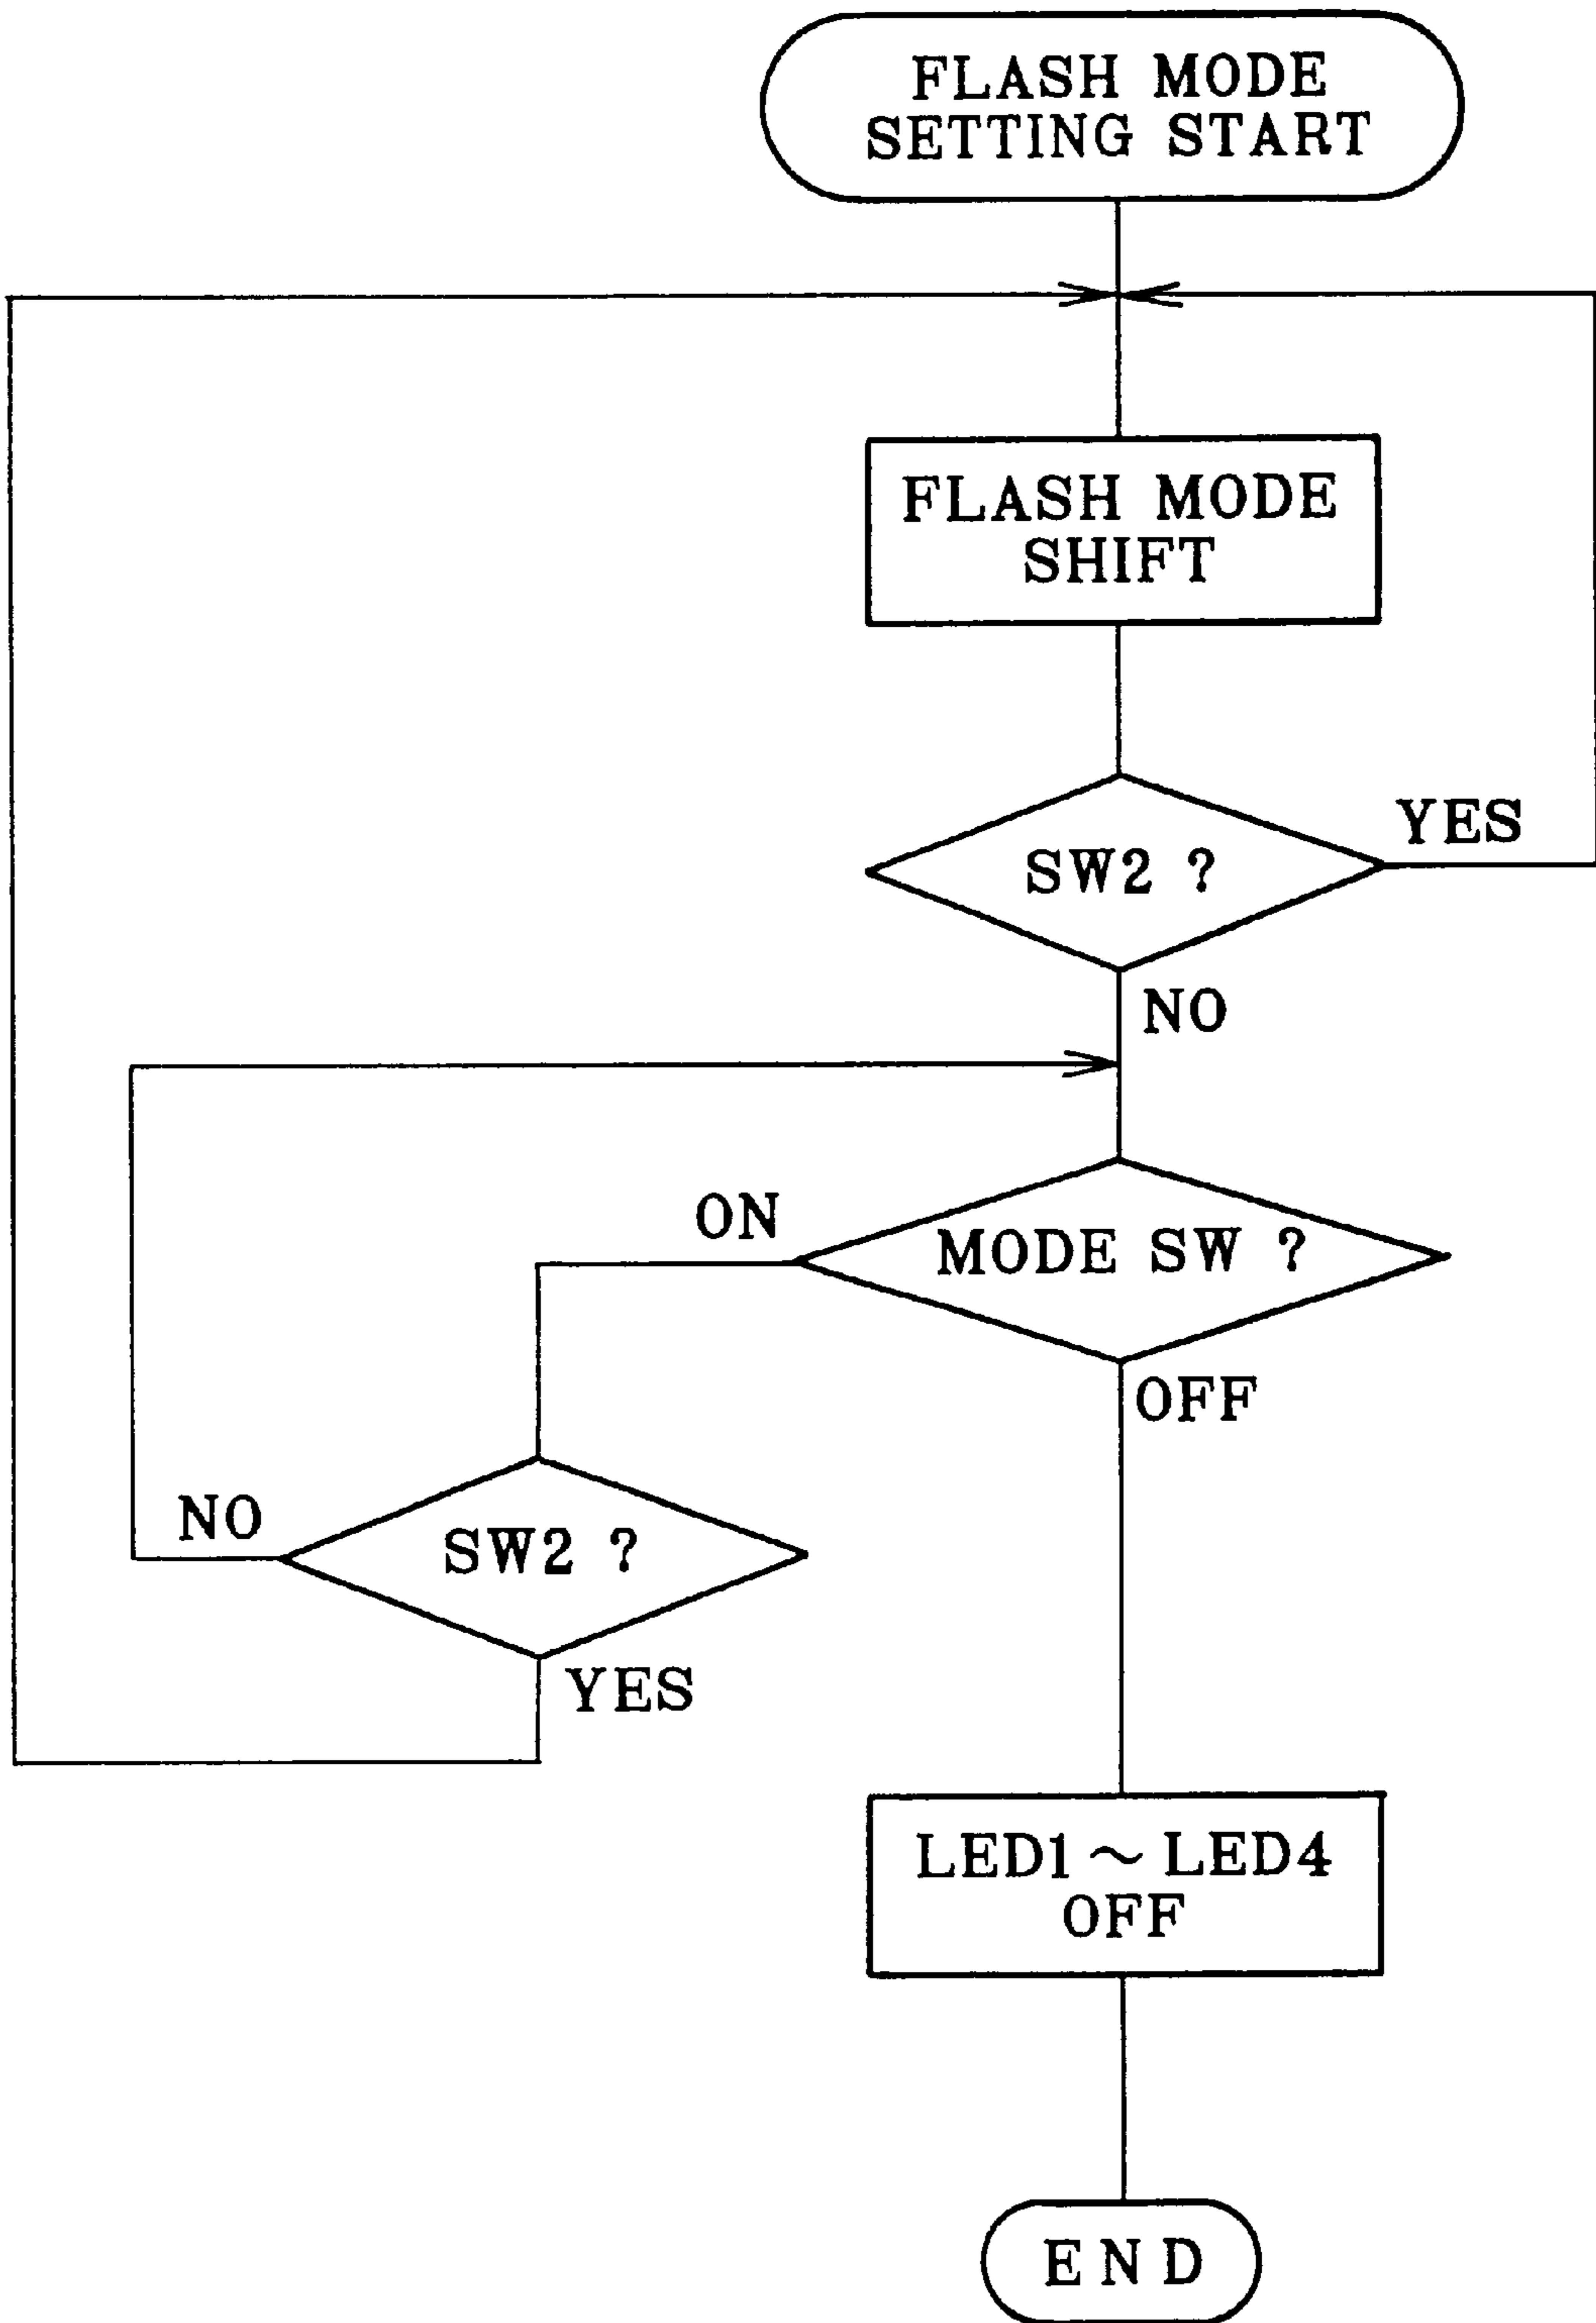 FLASH MODE
SETTING START
FLASH MODE
SHIFT
SW2 ?
YES
NO
MODE SW ?
ON
OFF
SW2 ?
NO
YES
LED1～LED4
OFF
END